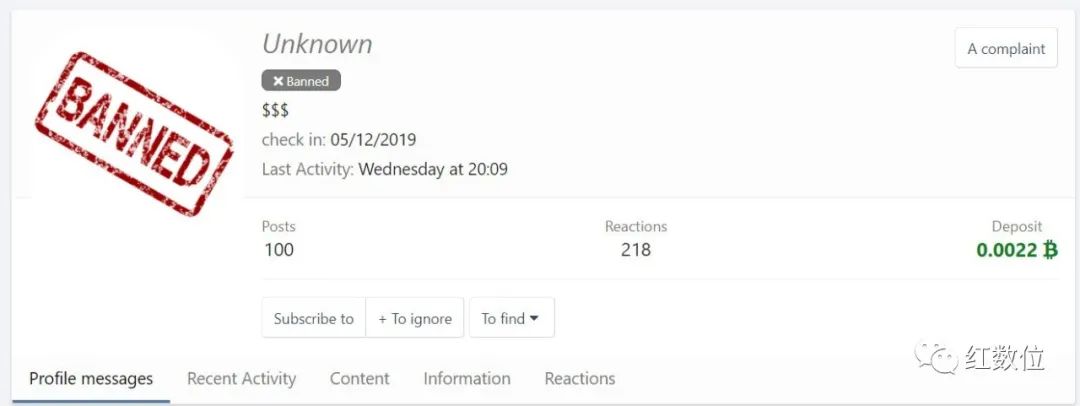 BANNED
Unknown
A complaint
× Banned
$$$
check in: 05/12/2019
Last Activity: Wednesday at 20:09
Posts Reactions Deposit
100 218 0.0022 ₿
Subscribe to + To ignore To find
Profile messages Recent Activity Content Information Reactions
红数位